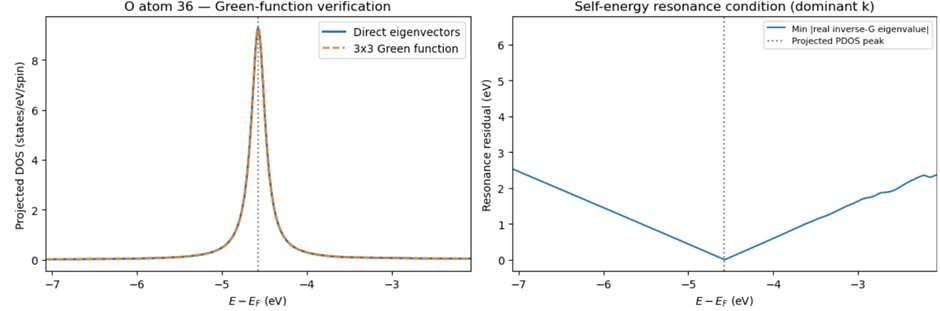 O atom 36 — Green-function verification
Projected DOS (states/eV/spin)
8
6
4
2
0
Direct eigenvectors
3x3 Green function
−7
−6
−5
−4
−3
E − E_F (eV)
Self-energy resonance condition (dominant k)
Resonance residual (eV)
6
5
4
3
2
1
0
Min |real inverse-G eigenvalue|
Projected PDOS peak
−7
−6
−5
−4
−3
E − E_F (eV)